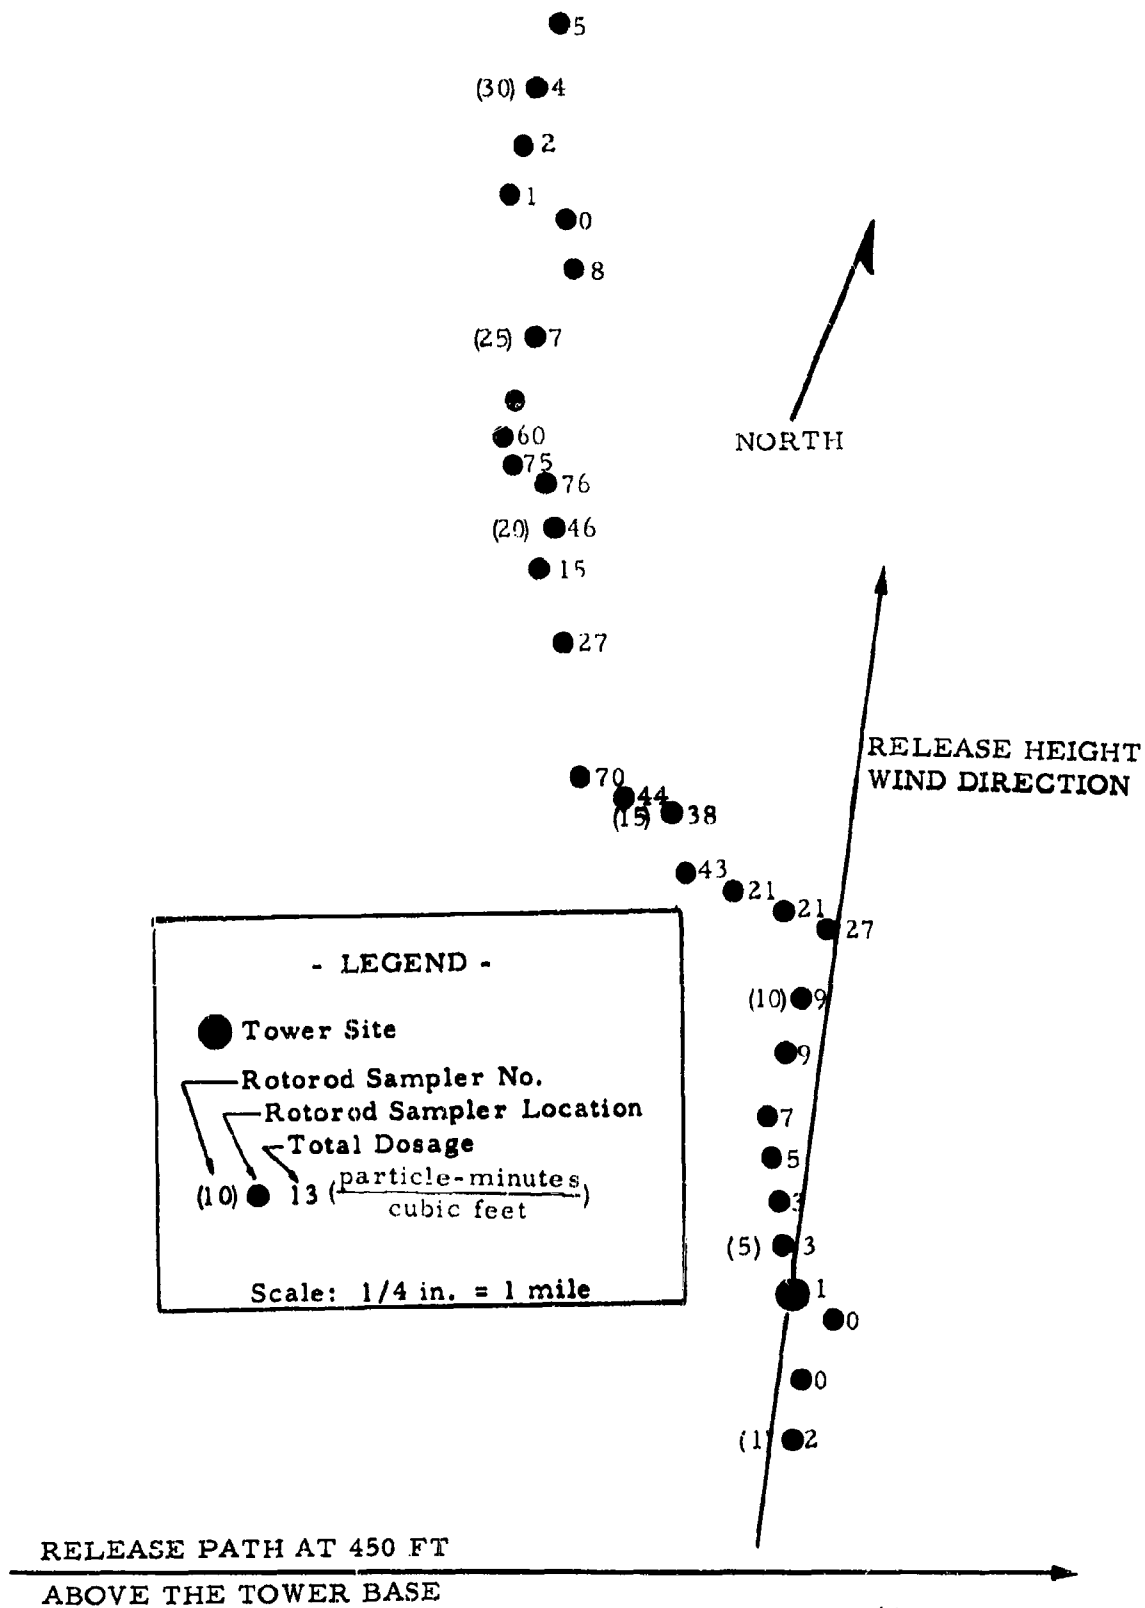 5
(30) 4
2
1
0
8
(25) 7
60
75
76
(20) 46
15
27
NORTH
RELEASE HEIGHT
WIND DIRECTION
70
44
(15) 38
43
21
21
27
(10) 9
9
7
5
3
(5) 3
1
0
0
(1) 2
- LEGEND -
Tower Site
Rotorod Sampler No.
Rotorod Sampler Location
Total Dosage
(10) 13 (particle-minutes
cubic feet)
Scale: 1/4 in. = 1 mile
RELEASE PATH AT 450 FT
ABOVE THE TOWER BASE